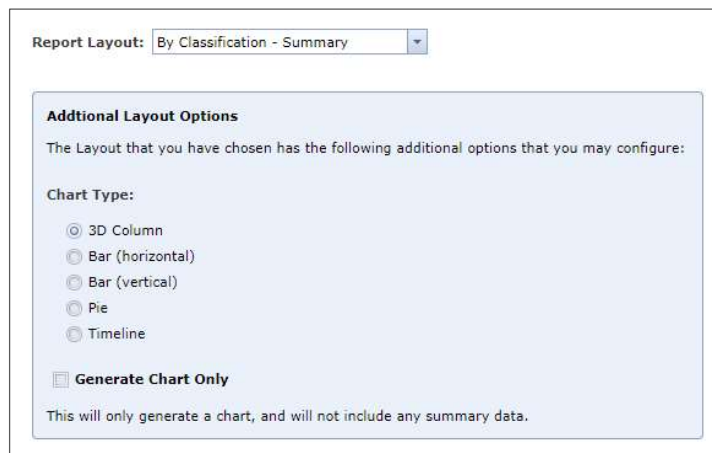 Report Layout: By Classification - Summary
Addtional Layout Options
The Layout that you have chosen has the following additional options that you may configure:
Chart Type:
3D Column
Bar (horizontal)
Bar (vertical)
Pie
Timeline
Generate Chart Only
This will only generate a chart, and will not include any summary data.